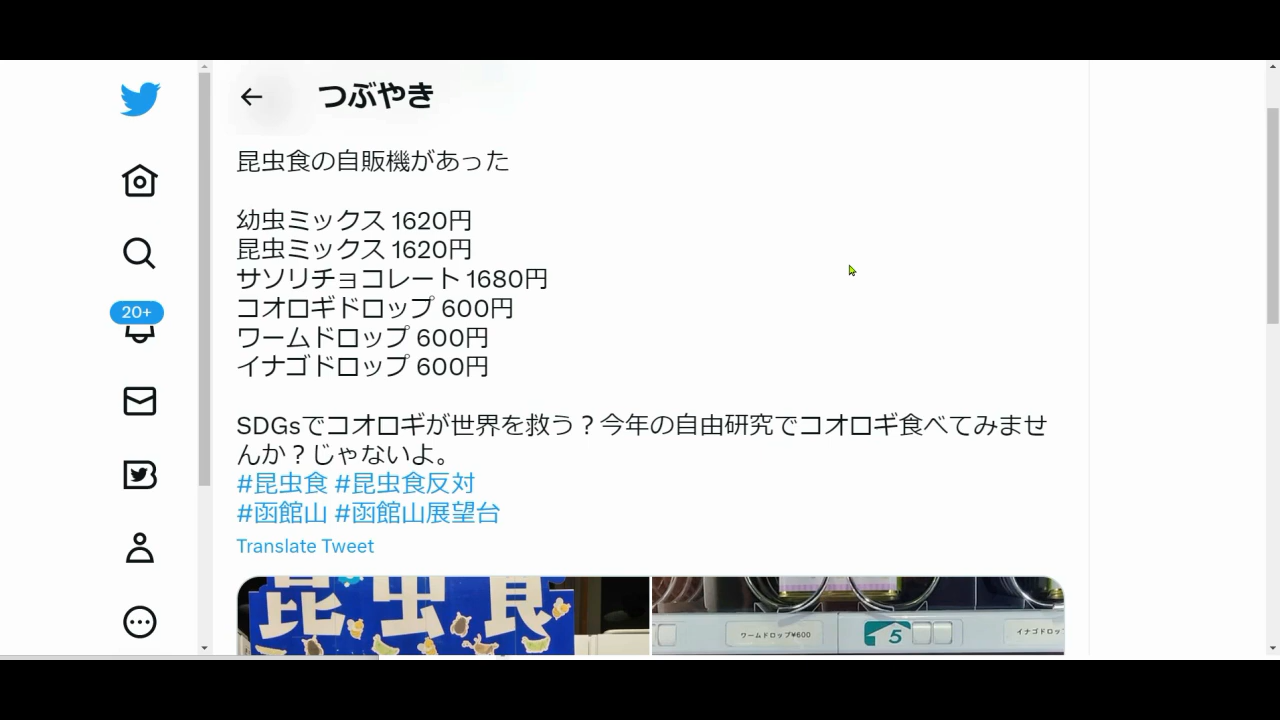 つぶやき
昆虫食の自販機があった
幼虫ミックス 1620円
昆虫ミックス 1620円
サソリチョコレート 1680円
コオロギドロップ 600円
ワームドロップ 600円
イナゴドロップ 600円
20+
SDGsでコオロギが世界を救う？今年の自由研究でコオロギ食べてみませ
んか？じゃないよ。
#昆虫食 #昆虫食反対
#函館山 #函館山展望台
Translate Tweet
昆虫食
ワームドロップ¥600
5
イナゴドロッ